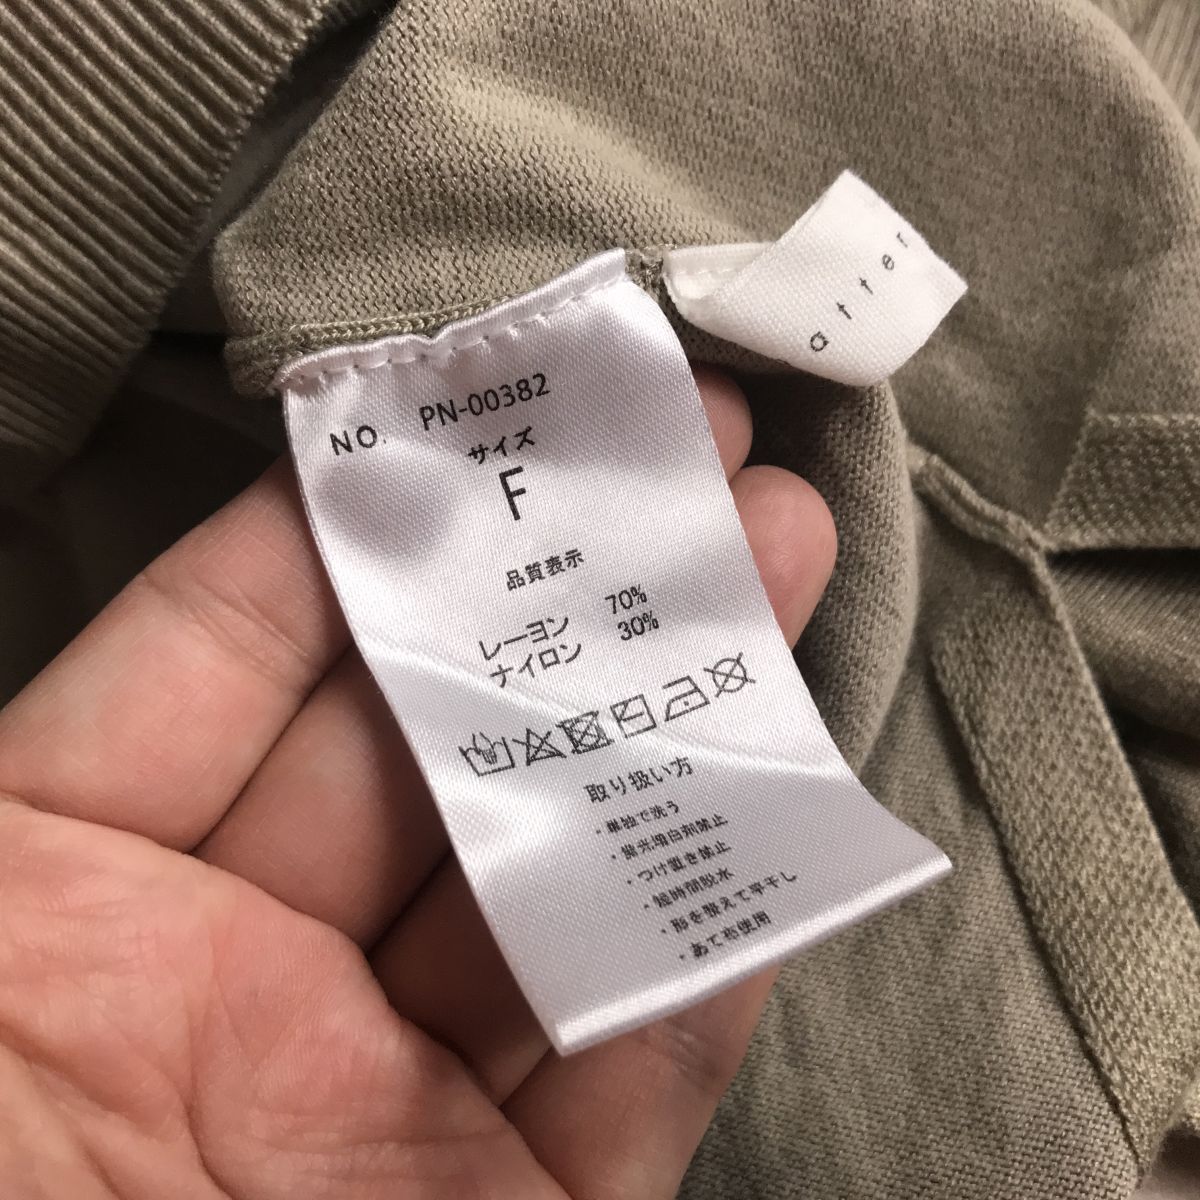 atter
NO. PN-00382
サイズ
F
品質表示
レーヨン 70%
ナイロン 30%
取り扱い方
・単独で洗う
・蛍光増白剤禁止
・つけ置き禁止
・短時間脱水
・形を整えて平干し
・あて布使用